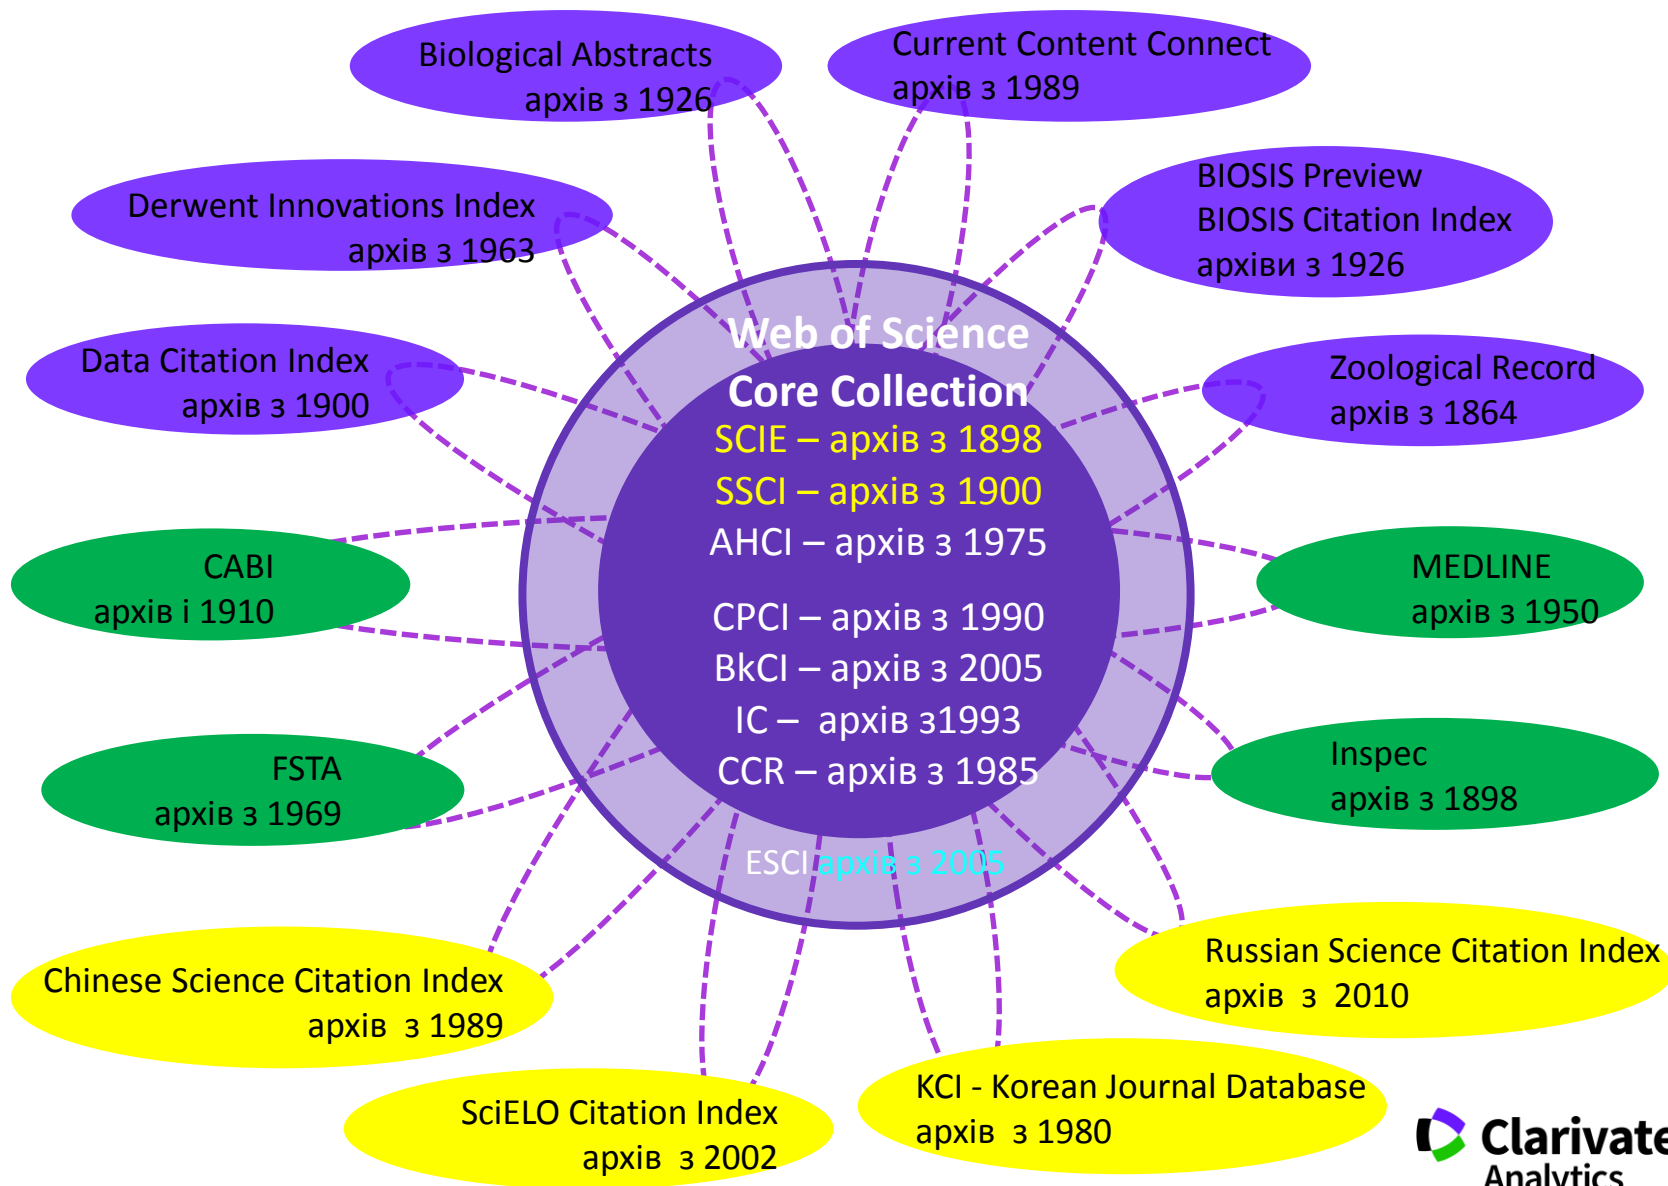 Biological Abstracts
архів з 1926
Current Content Connect
архів з 1989
Derwent Innovations Index
архів з 1963
BIOSIS Preview
BIOSIS Citation Index
архіви з 1926
Data Citation Index
архів з 1900
Zoological Record
архів з 1864
Web of Science
Core Collection
SCIE – архів з 1898
SSCI – архів з 1900
AHCI – архів з 1975
CPCI – архів з 1990
BkCI – архів з 2005
IC – архів з1993
CCR – архів з 1985
ESCI архів з 2005
CABI
архів і 1910
MEDLINE
архів з 1950
FSTA
архів з 1969
Inspec
архів з 1898
Chinese Science Citation Index
архів з 1989
Russian Science Citation Index
архів з 2010
SciELO Citation Index
архів з 2002
KCI - Korean Journal Database
архів з 1980
Clarivate
Analytics